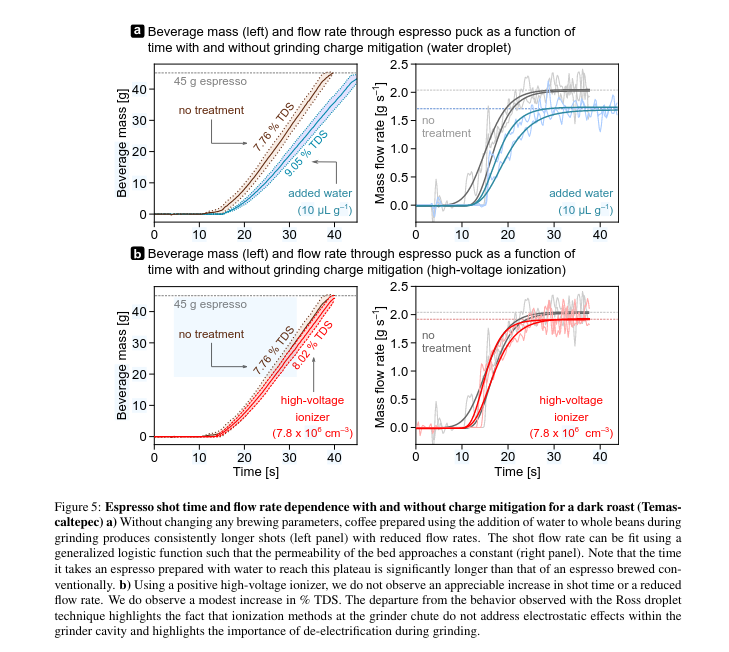 a Beverage mass (left) and flow rate through espresso puck as a function of
time with and without grinding charge mitigation (water droplet)
Beverage mass [g]
40
30
20
10
0
45 g espresso
no treatment
7.76 % TDS
9.05 % TDS
added water
(10 µL g⁻¹)
0 10 20 30 40
Mass flow rate [g s⁻¹]
2.5
2.0
1.5
1.0
0.5
0.0
no
treatment
added water
(10 µL g⁻¹)
0 10 20 30 40
b Beverage mass (left) and flow rate through espresso puck as a function of
time with and without grinding charge mitigation (high-voltage ionization)
Beverage mass [g]
40
30
20
10
0
45 g espresso
no treatment
7.76 % TDS
8.02 % TDS
high-voltage
ionizer
(7.8 x 10⁶ cm⁻³)
0 10 20 30 40
Time [s]
Mass flow rate [g s⁻¹]
2.5
2.0
1.5
1.0
0.5
0.0
no
treatment
high-voltage
ionizer
(7.8 x 10⁶ cm⁻³)
0 10 20 30 40
Time [s]
Figure 5: Espresso shot time and flow rate dependence with and without charge mitigation for a dark roast (Temas-
caltepec) a) Without changing any brewing parameters, coffee prepared using the addition of water to whole beans during
grinding produces consistently longer shots (left panel) with reduced flow rates. The shot flow rate can be fit using a
generalized logistic function such that the permeability of the bed approaches a constant (right panel). Note that the time
it takes an espresso prepared with water to reach this plateau is significantly longer than that of an espresso brewed con-
ventionally. b) Using a positive high-voltage ionizer, we do not observe an appreciable increase in shot time or a reduced
flow rate. We do observe a modest increase in % TDS. The departure from the behavior observed with the Ross droplet
technique highlights the fact that ionization methods at the grinder chute do not address electrostatic effects within the
grinder cavity and highlights the importance of de-electrification during grinding.